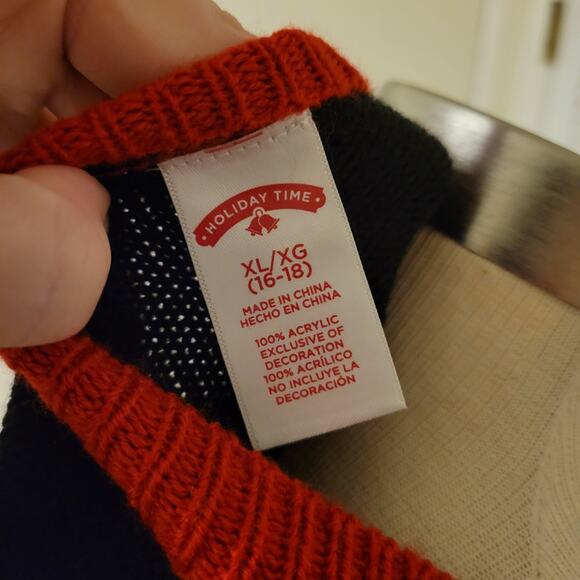 HOLIDAY TIME
XL/XG
(16-18)
MADE IN CHINA
HECHO EN CHINA
100% ACRYLIC
EXCLUSIVE OF
DECORATION
100% ACRÍLICO
NO INCLUYE LA
DECORACIÓN